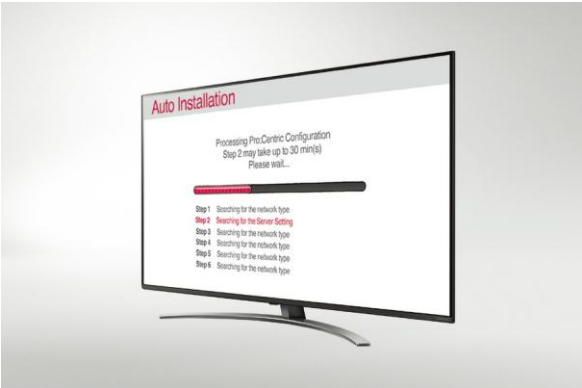 Auto Installation
Processing Pro:Centric Configuration
Step 2 may take up to 30 min(s)
Please wait...
Step 1 Searching for the network type
Step 2 Searching for the Server Setting
Step 3 Searching for the network type
Step 4 Searching for the network type
Step 5 Searching for the network type
Step 6 Searching for the network type